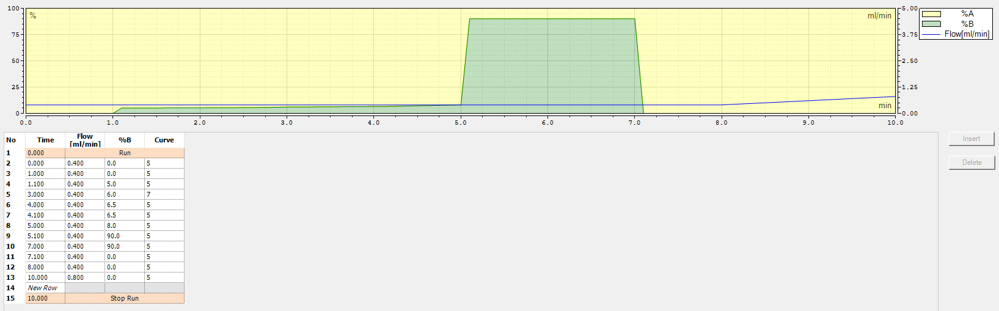 100
%
75
50
25
0
ml/min
min
5.00
3.75
2.50
1.25
0.00
%A
%B
Flow[ml/min]
0.0 1.0 2.0 3.0 4.0 5.0 6.0 7.0 8.0 9.0 10.0
No Time Flow [ml/min] %B Curve
1 0.000 Run
2 0.000 0.400 0.0 5
3 1.000 0.400 0.0 5
4 1.100 0.400 5.0 5
5 3.000 0.400 6.0 7
6 4.000 0.400 6.5 5
7 4.100 0.400 6.5 5
8 5.000 0.400 8.0 5
9 5.100 0.400 90.0 5
10 7.000 0.400 90.0 5
11 7.100 0.400 0.0 5
12 8.000 0.400 0.0 5
13 10.000 0.800 0.0 5
14 New Row
15 10.000 Stop Run
Insert
Delete